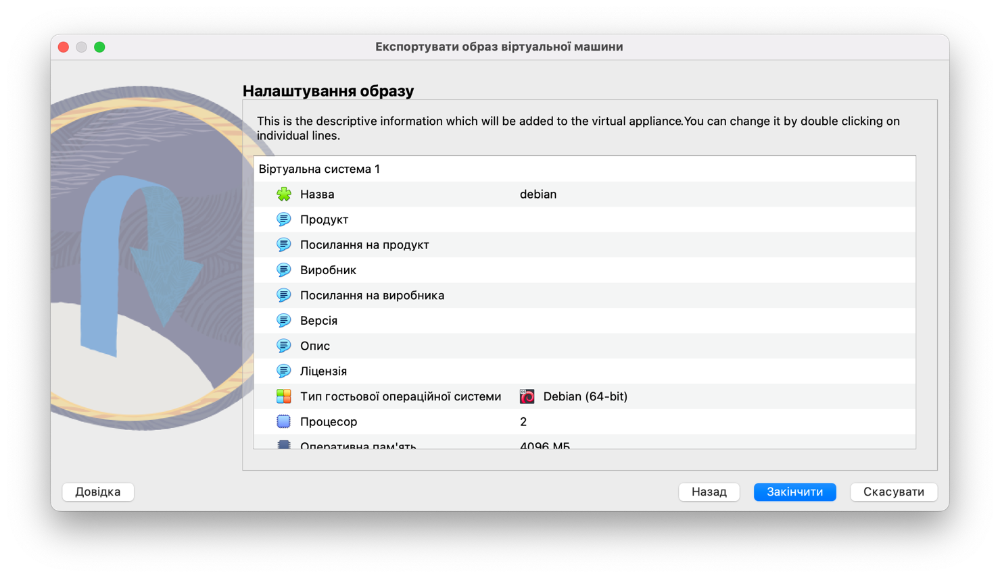 Експортувати образ віртуальної машини
Налаштування образу
This is the descriptive information which will be added to the virtual appliance.You can change it by double clicking on
individual lines.
Віртуальна система 1
Назва debian
Продукт
Посилання на продукт
Виробник
Посилання на виробника
Версія
Опис
Ліцензія
Тип гостьової операційної системи 64 Debian (64-bit)
Процесор 2
Оперативна пам'ять 4096 МБ
Довідка Назад Закінчити Скасувати